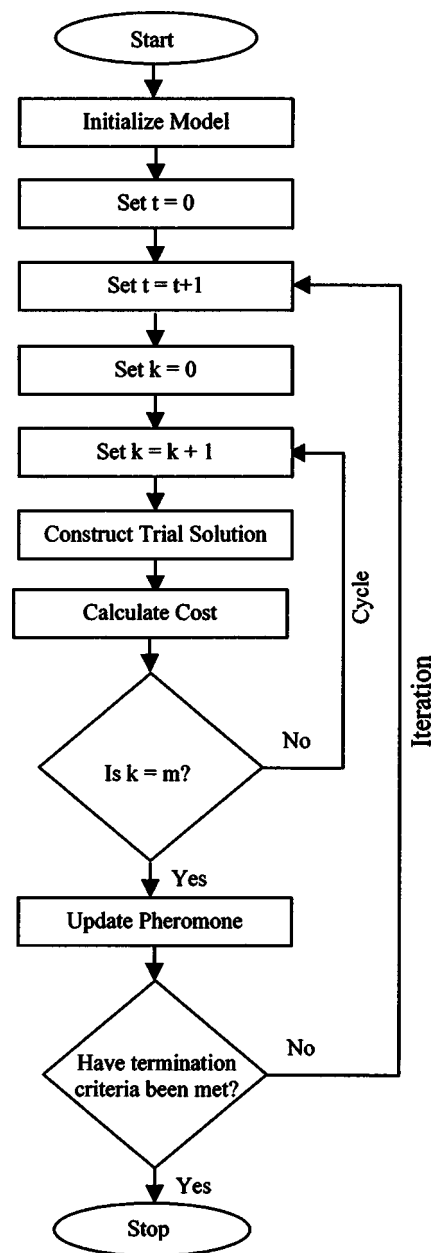 Start
Initialize Model
Set t = 0
Set t = t+1
Set k = 0
Set k = k + 1
Construct Trial Solution
Calculate Cost
Cycle
Iteration
No
Is k = m?
Yes
Update Pheromone
No
Have termination
criteria been met?
Yes
Stop